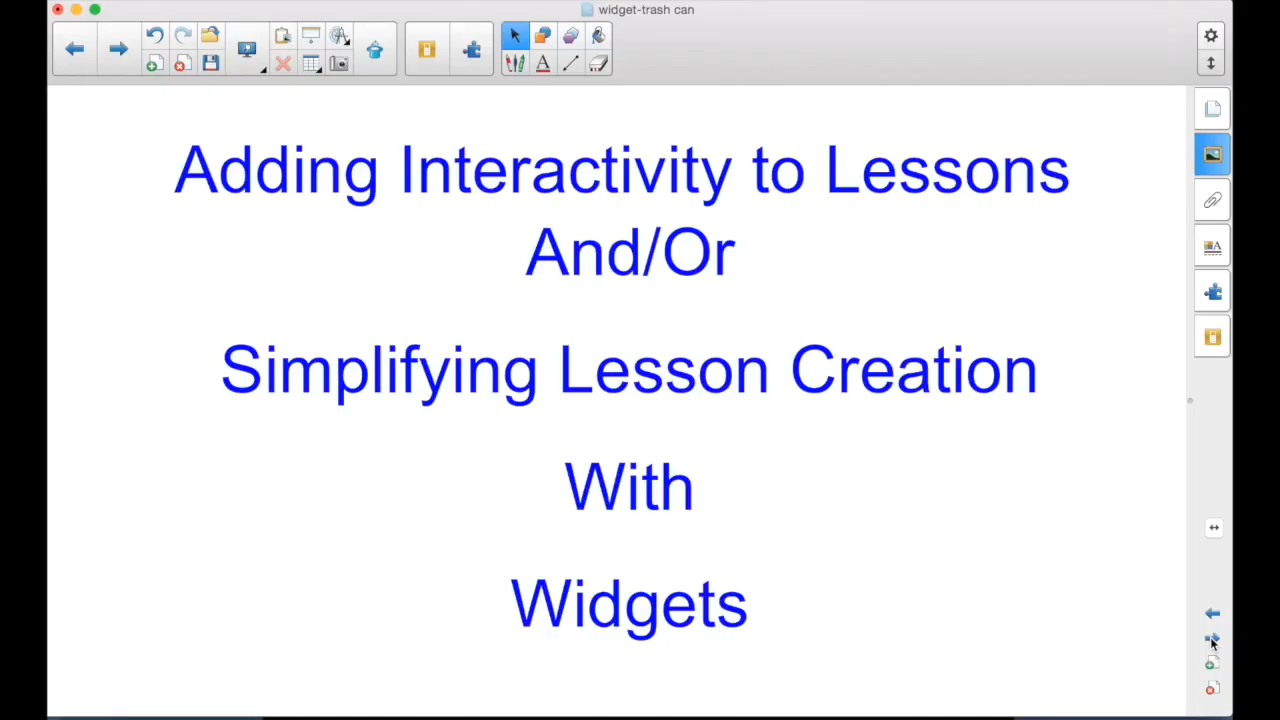 widget-trash can
Adding Interactivity to Lessons
And/Or
Simplifying Lesson Creation
With
Widgets